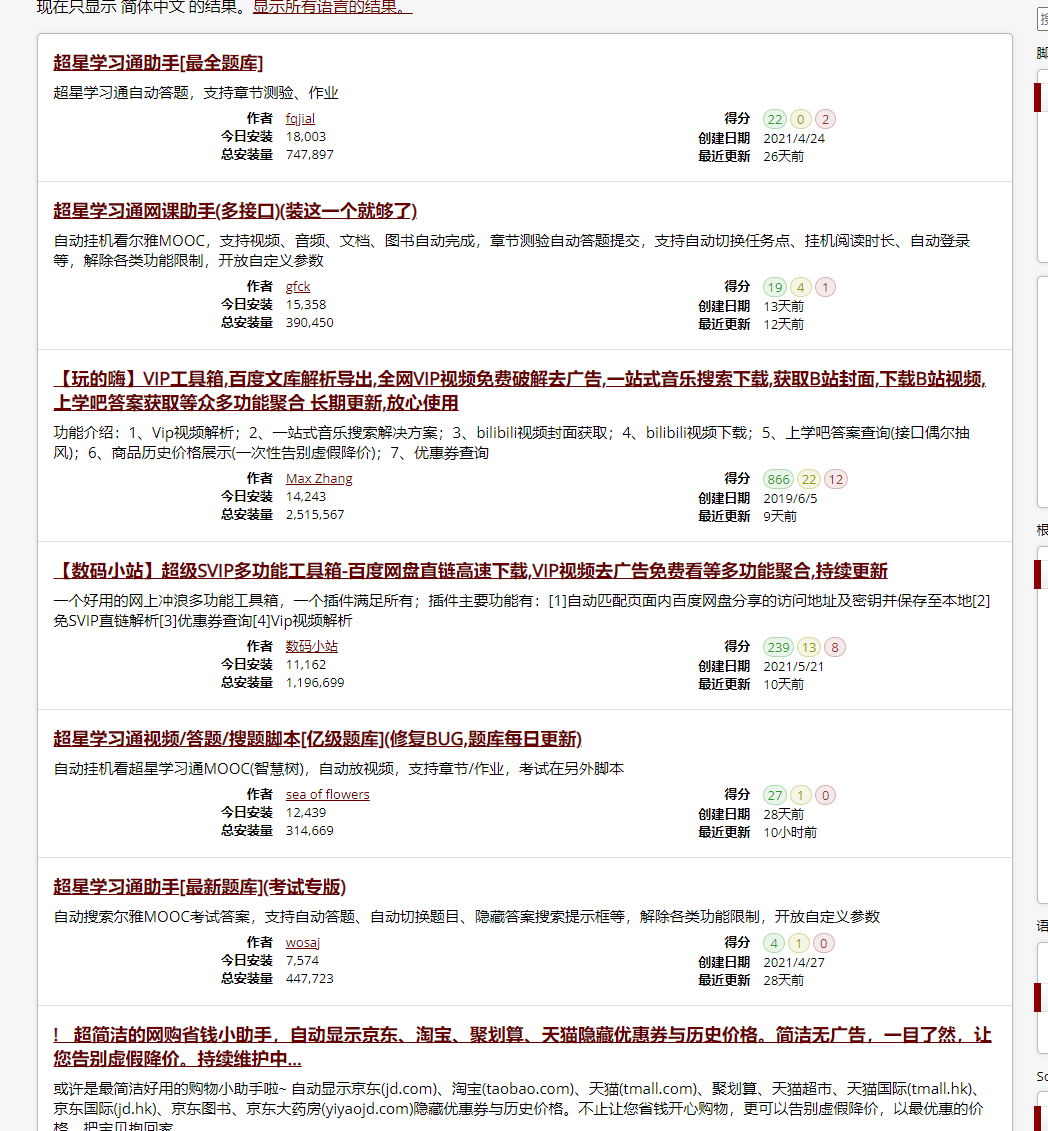 现在只显示 简体中文 的结果。显示所有语言的结果。
超星学习通助手[最全题库]
超星学习通自动答题，支持章节测验、作业
作者 fqjial 得分 22 0 2
今日安装 18,003 创建日期 2021/4/24
总安装量 747,897 最近更新 26天前
超星学习通网课助手(多接口)(装这一个就够了)
自动挂机看尔雅MOOC，支持视频、音频、文档、图书自动完成，章节测验自动答题提交，支持自动切换任务点、挂机阅读时长、自动登录
等，解除各类功能限制，开放自定义参数
作者 gfck 得分 19 4 1
今日安装 15,358 创建日期 13天前
总安装量 390,450 最近更新 12天前
【玩的嗨】VIP工具箱,百度文库解析导出,全网VIP视频免费破解去广告,一站式音乐搜索下载,获取B站封面,下载B站视频,
上学吧答案获取等众多功能聚合 长期更新,放心使用
功能介绍：1、Vip视频解析；2、一站式音乐搜索解决方案；3、bilibili视频封面获取；4、bilibili视频下载；5、上学吧答案查询(接口偶尔抽
风)；6、商品历史价格展示(一次性告别虚假降价)；7、优惠券查询
作者 Max Zhang 得分 866 22 12
今日安装 14,243 创建日期 2019/6/5
总安装量 2,515,567 最近更新 9天前
【数码小站】超级SVIP多功能工具箱-百度网盘直链高速下载,VIP视频去广告免费看等多功能聚合,持续更新
一个好用的网上冲浪多功能工具箱，一个插件满足所有；插件主要功能有：[1]自动匹配页面内百度网盘分享的访问地址及密钥并保存至本地[2]
免SVIP直链解析[3]优惠券查询[4]Vip视频解析
作者 数码小站 得分 239 13 8
今日安装 11,162 创建日期 2021/5/21
总安装量 1,196,699 最近更新 10天前
超星学习通视频/答题/搜题脚本[亿级题库](修复BUG,题库每日更新)
自动挂机看超星学习通MOOC(智慧树)，自动放视频，支持章节/作业，考试在另外脚本
作者 sea of flowers 得分 27 1 0
今日安装 12,439 创建日期 28天前
总安装量 314,669 最近更新 10小时前
超星学习通助手[最新题库](考试专版)
自动搜索尔雅MOOC考试答案，支持自动答题、自动切换题目、隐藏答案搜索提示框等，解除各类功能限制，开放自定义参数
作者 wosaj 得分 4 1 0
今日安装 7,574 创建日期 2021/4/27
总安装量 447,723 最近更新 28天前
！ 超简洁的网购省钱小助手，自动显示京东、淘宝、聚划算、天猫隐藏优惠券与历史价格。简洁无广告，一目了然，让
您告别虚假降价。持续维护中...
或许是最简洁好用的购物小助手啦~ 自动显示京东(jd.com)、淘宝(taobao.com)、天猫(tmall.com)、聚划算、天猫超市、天猫国际(tmall.hk)、
京东国际(jd.hk)、京东图书、京东大药房(yiyaojd.com)隐藏优惠券与历史价格。不止让您省钱开心购物，更可以告别虚假降价，以最优惠的价
格，把宝贝抱回家
脚
根
语